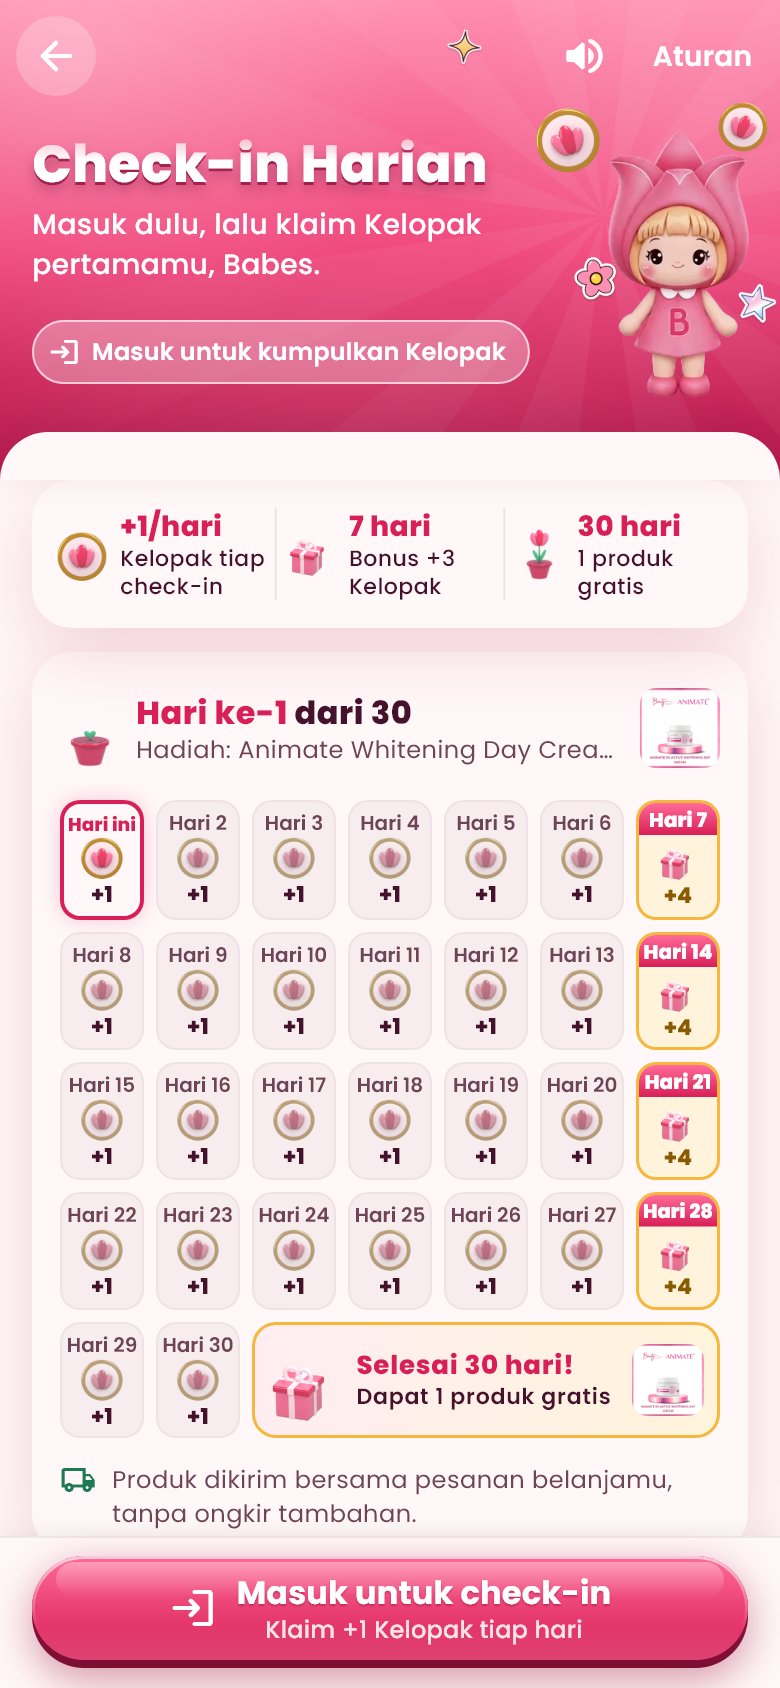 Aturan
Check-in Harian
Masuk dulu, lalu klaim Kelopak
pertamamu, Babes.
B
Masuk untuk kumpulkan Kelopak
+1/hari
Kelopak tiap
check-in
7 hari
Bonus +3
Kelopak
30 hari
1 produk
gratis
Hari ke-1 dari 30
Hadiah: Animate Whitening Day Crea...
ANIMATE
Hari ini
+1
Hari 2
+1
Hari 3
+1
Hari 4
+1
Hari 5
+1
Hari 6
+1
Hari 7
+4
Hari 8
+1
Hari 9
+1
Hari 10
+1
Hari 11
+1
Hari 12
+1
Hari 13
+1
Hari 14
+4
Hari 15
+1
Hari 16
+1
Hari 17
+1
Hari 18
+1
Hari 19
+1
Hari 20
+1
Hari 21
+4
Hari 22
+1
Hari 23
+1
Hari 24
+1
Hari 25
+1
Hari 26
+1
Hari 27
+1
Hari 28
+4
Hari 29
+1
Hari 30
+1
Selesai 30 hari!
Dapat 1 produk gratis
ANIMATE
Produk dikirim bersama pesanan belanjamu,
tanpa ongkir tambahan.
Masuk untuk check-in
Klaim +1 Kelopak tiap hari